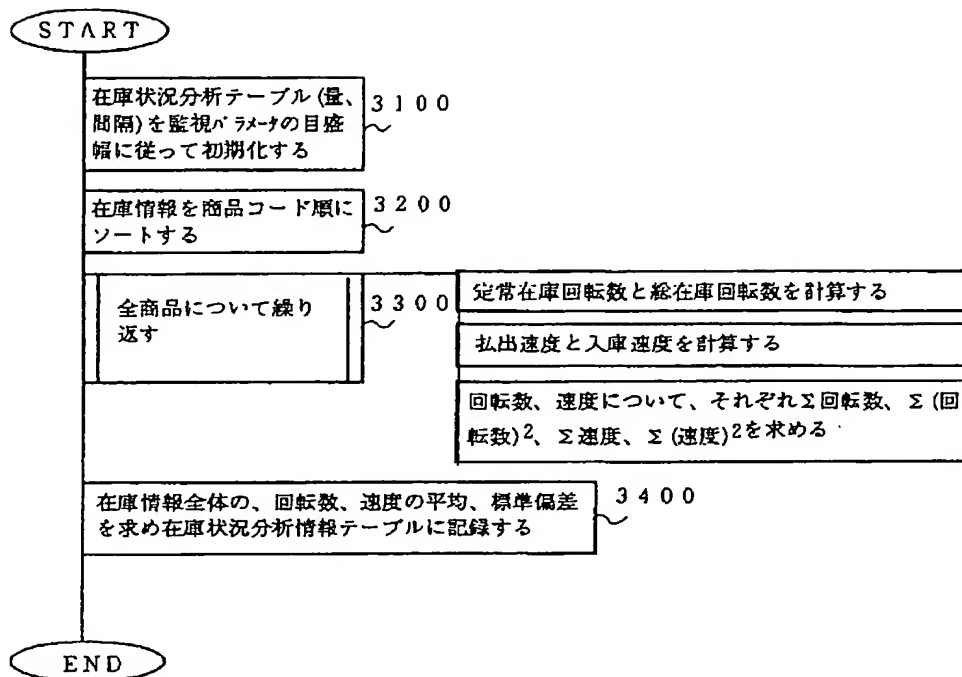 START
在庫状況分析テーブル(量、
間隔)を監視パラメータの目盛
幅に従って初期化する
3100
在庫情報を商品コード順に
ソートする
3200
全商品について繰り
返す
3300
定常在庫回転数と総在庫回転数を計算する
払出速度と入庫速度を計算する
回転数、速度について、それぞれΣ回転数、Σ(回
転数)2、Σ速度、Σ(速度)2を求める
在庫情報全体の、回転数、速度の平均、標準偏差
を求め在庫状況分析情報テーブルに記録する
3400
END